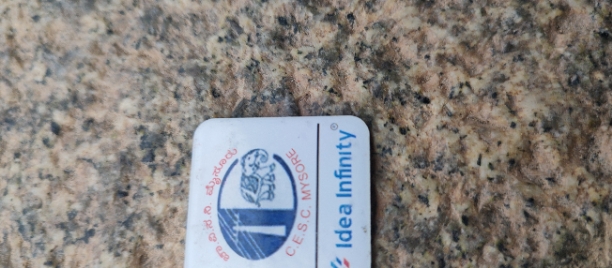 ಚಾ.ವಿ.ಸ.ನಿ. ಮೈಸೂರು
C.E.S.C. MYSORE
Idea Infinity®